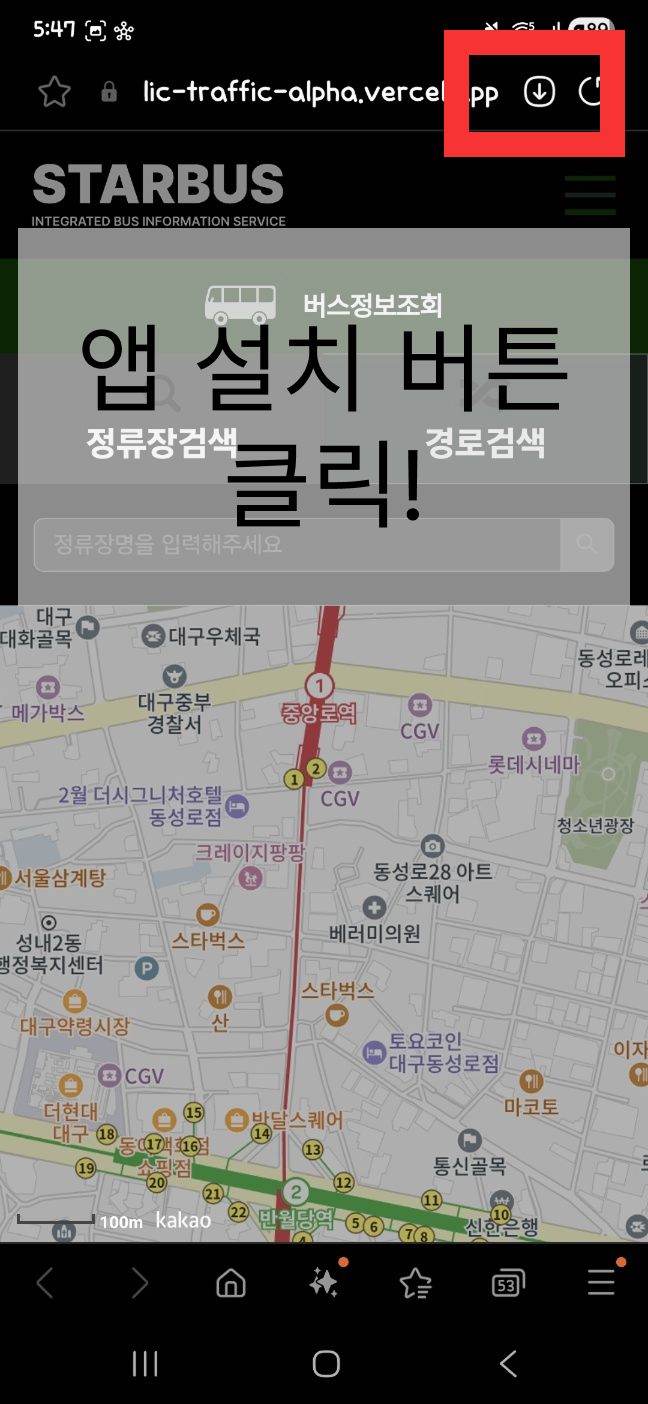 5:47
lic-traffic-alpha.vercel
pp
STARBUS
INTEGRATED BUS INFORMATION SERVICE
버스정보조회
앱 설치 버튼
클릭!
정류장검색
경로검색
정류장명을 입력해주세요
대구
대화골목
대구우체국
동성로레
오피스
메가박스
대구중부
경찰서
1
중앙로역
CGV
롯데시네마
1
2
CGV
2월 더시그니처호텔
동성로점
청소년광장
크레이지팡팡
서울삼계탕
동성로28 아트
스퀘어
성내2동
행정복지센터
스타벅스
베러미의원
P
산
스타벅스
대구약령시장
토요코인
대구동성로점
이자
CGV
더현대
대구
마코토
15
반달스퀘어
18
17
16
14
쇼핑점
13
통신골목
19
20
12
21
2
11
22
반월당역
5
6
10
7
8
신한은행
4
100m
kakao
53